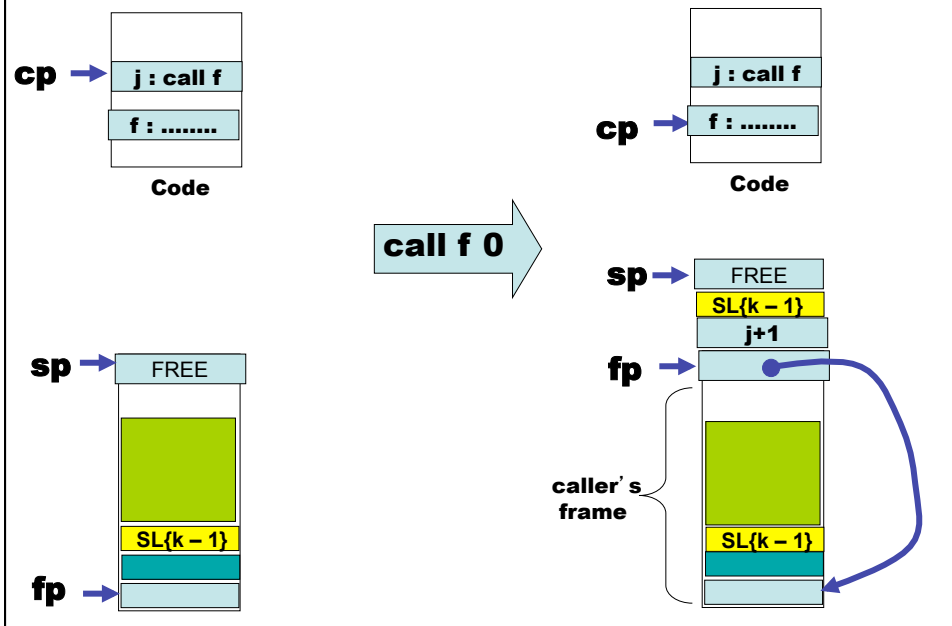 cp
j : call f
f : ........
Code
j : call f
cp
f : ........
Code
call f 0
sp
FREE
SL{k – 1}
j+1
sp
FREE
fp
caller's
frame
SL{k – 1}
SL{k – 1}
fp